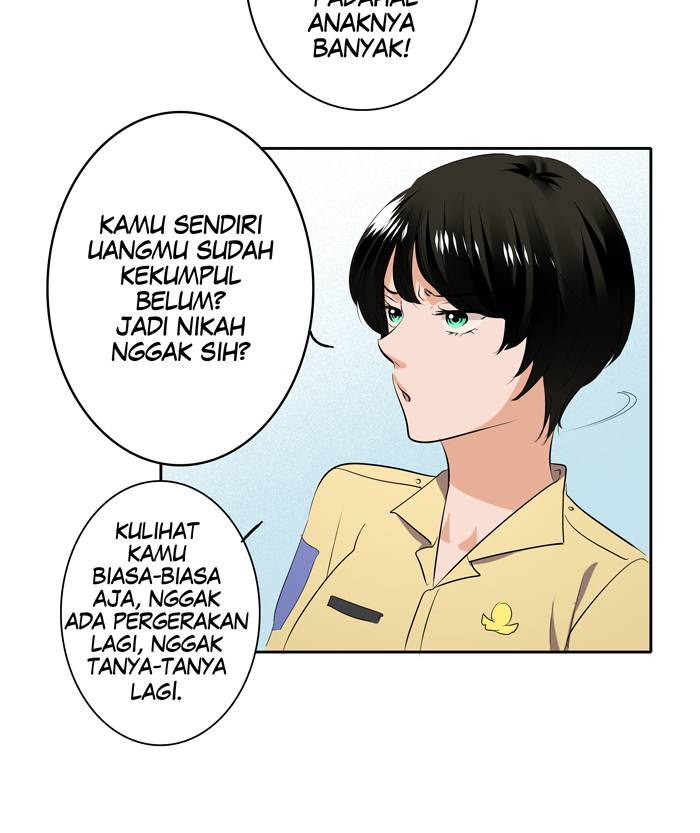 PADAHAL
ANAKNYA
BANYAK!
KAMU SENDIRI
UANGMU SUDAH
KEKUMPUL
BELUM?
JADI NIKAH
NGGAK SIH?
KULIHAT
KAMU
BIASA-BIASA
AJA, NGGAK
ADA PERGERAKAN
LAGI, NGGAK
TANYA-TANYA
LAGI.